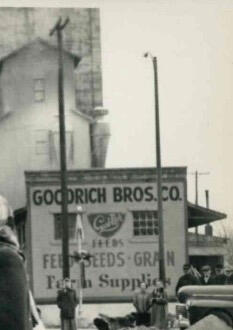 GOODRICH BROS. CO.
FEEDS
FEED·SEEDS·GRAIN
Farm Supplies